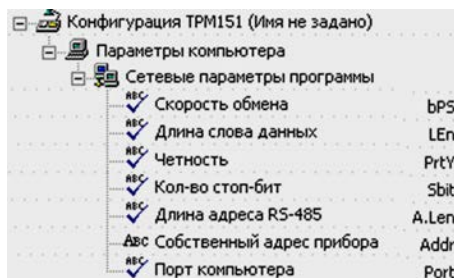 Конфигурация ТРМ151 (Имя не задано)
Параметры компьютера
Сетевые параметры программы
Скорость обмена bPS
Длина слова данных LEn
Четность PrtY
Кол-во стоп-бит Sbit
Длина адреса RS-485 A.Len
Авс Собственный адрес прибора Addr
Порт компьютера Port